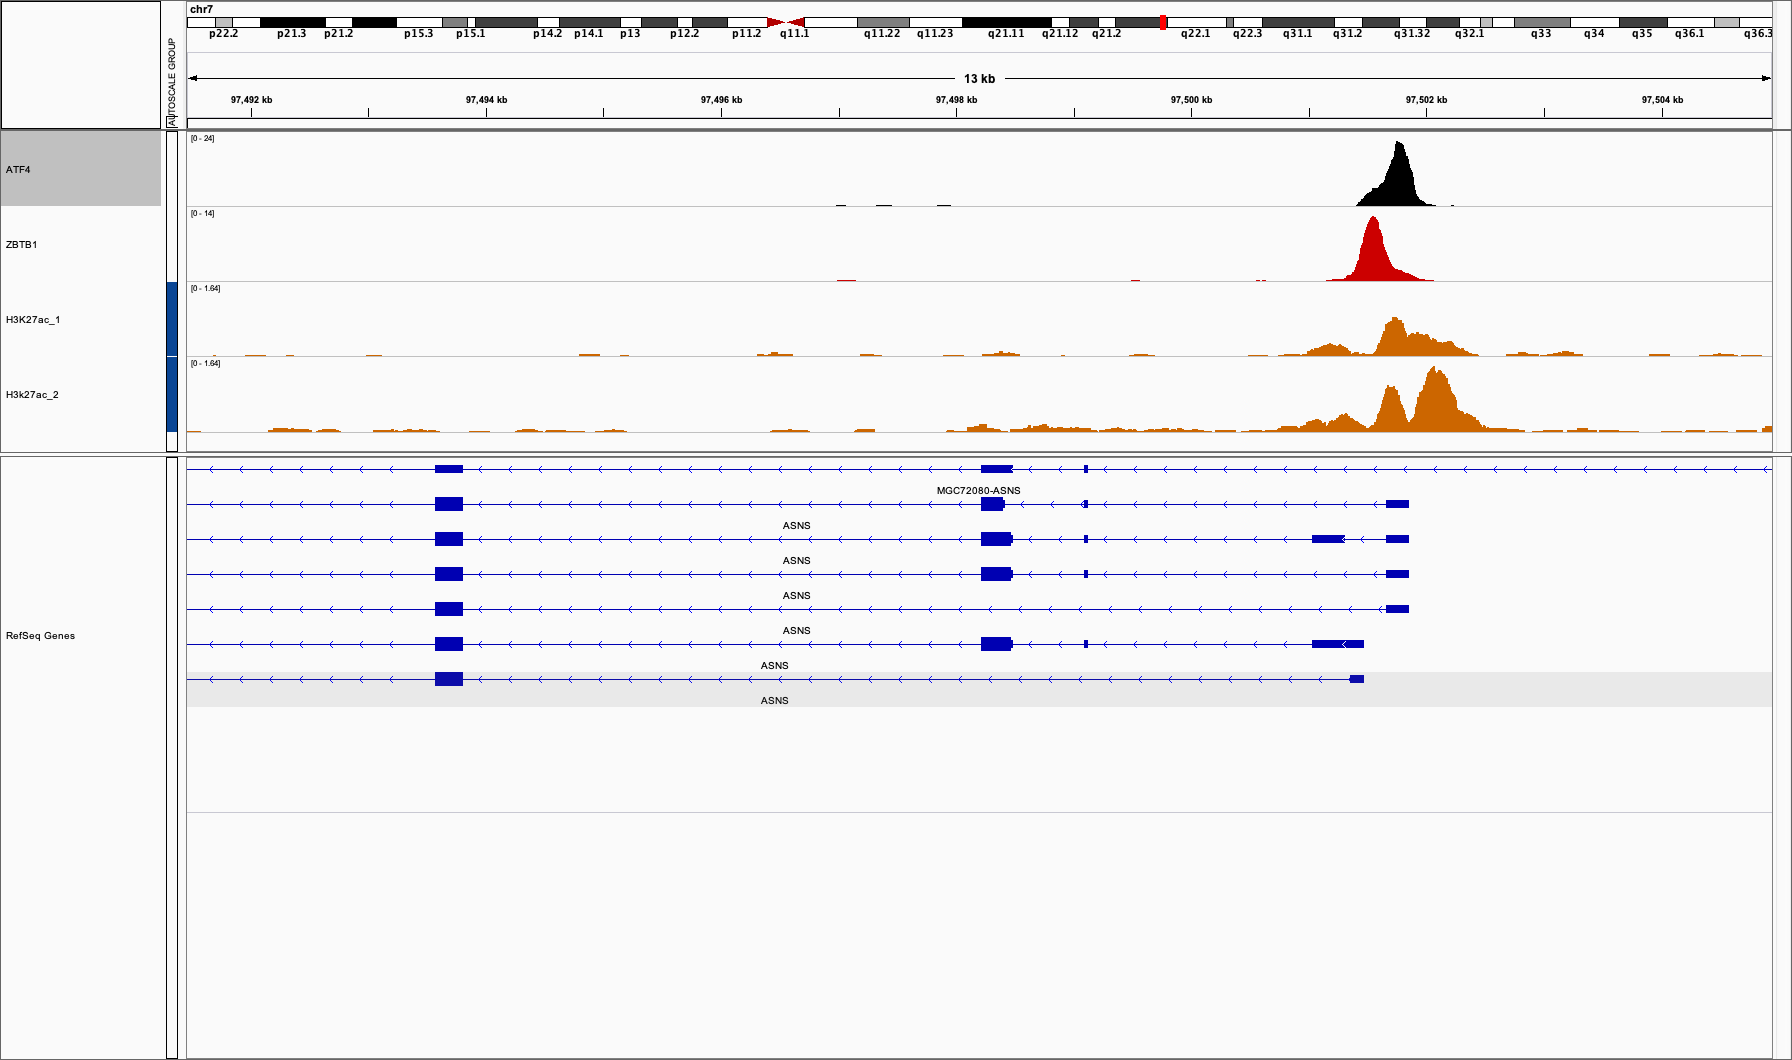 chr7
p22.2 p21.3 p21.2 p15.3 p15.1 p14.2 p14.1 p13 p12.2 p11.2 q11.1 q11.22 q11.23 q21.11 q21.12 q21.2 q22.1 q22.3 q31.1 q31.2 q31.32 q32.1 q33 q34 q35 q36.1 q36.3
AUTOSCALE GROUP
13 kb
97,492 kb 97,494 kb 97,496 kb 97,498 kb 97,500 kb 97,502 kb 97,504 kb
[0 - 24]
ATF4
[0 - 14]
ZBTB1
[0 - 1.64]
H3K27ac_1
[0 - 1.64]
H3k27ac_2
MGC72080-ASNS
ASNS
ASNS
ASNS
ASNS
RefSeq Genes
ASNS
ASNS